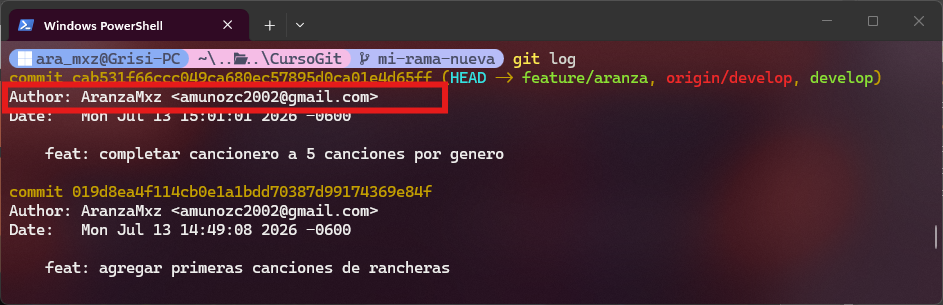 Windows PowerShell
ara_mxz@Grisi-PC ~\..\..\CursoGit mi-rama-nueva git log
commit cab531f66ccc049ca680ec57895d0ca01e4d65ff (HEAD -> feature/aranza, origin/develop, develop)
Author: AranzaMxz <amunozc2002@gmail.com>
Date:   Mon Jul 13 15:01:01 2026 -0600
feat: completar cancionero a 5 canciones por genero
commit 019d8ea4f114cb0e1a1bdd70387d99174369e84f
Author: AranzaMxz <amunozc2002@gmail.com>
Date:   Mon Jul 13 14:49:08 2026 -0600
feat: agregar primeras canciones de rancheras